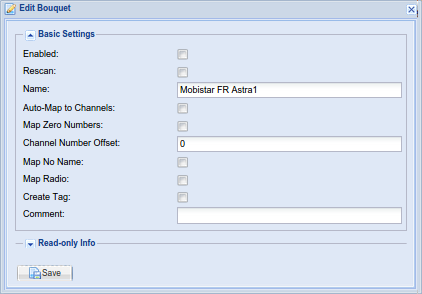 Edit Bouquet
Basic Settings
Enabled:
Rescan:
Name: Mobistar FR Astra1
Auto-Map to Channels:
Map Zero Numbers:
Channel Number Offset: 0
Map No Name:
Map Radio:
Create Tag:
Comment:
Read-only Info
Save